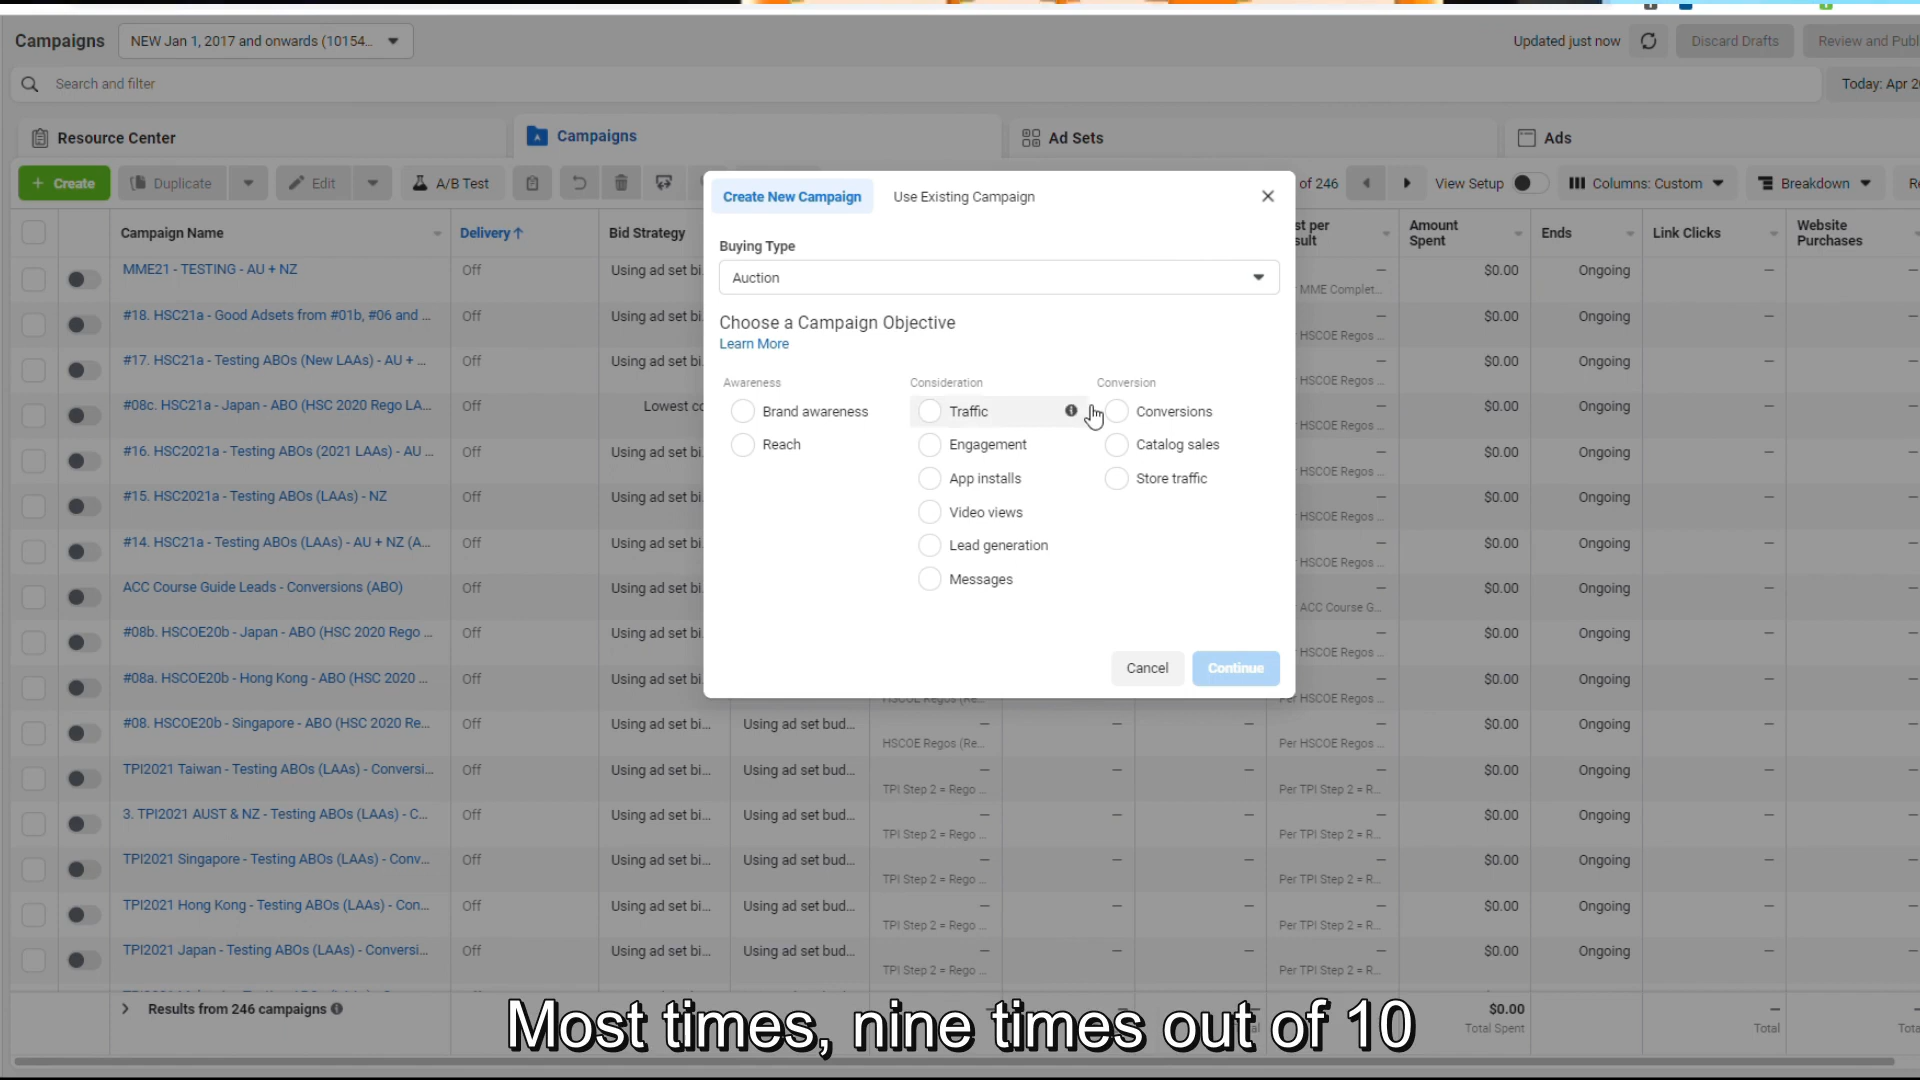 Campaigns
NEW Jan 1, 2017 and onwards (10154...
Updated just now
Discard Drafts
Review and Publ
Search and filter
Today: Apr 2
Resource Center
Campaigns
Ad Sets
Ads
+ Create
Duplicate
Edit
A/B Test
of 246
View Setup
Columns: Custom
Breakdown
Re
Campaign Name
Delivery↑
Bid Strategy
st per
sult
Amount
Spent
Ends
Link Clicks
Website
Purchases
Create New Campaign
Use Existing Campaign
Buying Type
Auction
Choose a Campaign Objective
Learn More
Awareness
Consideration
Conversion
Brand awareness
Traffic
Conversions
Reach
Engagement
Catalog sales
App installs
Store traffic
Video views
Lead generation
Messages
Cancel
Continue
MME21 - TESTING - AU + NZ
Off
Using ad set bi
—
$0.00
Ongoing
—
—
MME Complet...
#18. HSC21a - Good Adsets from #01b, #06 and ...
Off
Using ad set bi
—
$0.00
Ongoing
—
—
HSCOE Regos ...
#17. HSC21a - Testing ABOs (New LAAs) - AU + ...
Off
Using ad set bi
—
$0.00
Ongoing
—
—
HSCOE Regos ...
#08c. HSC21a - Japan - ABO (HSC 2020 Rego LA...
Off
Lowest co
—
$0.00
Ongoing
—
—
HSCOE Regos ...
#16. HSC2021a - Testing ABOs (2021 LAAs) - AU ...
Off
Using ad set bi
—
$0.00
Ongoing
—
—
HSCOE Regos ...
#15. HSC2021a - Testing ABOs (LAAs) - NZ
Off
Using ad set bi
—
$0.00
Ongoing
—
—
HSCOE Regos ...
#14. HSC21a - Testing ABOs (LAAs) - AU + NZ (A...
Off
Using ad set bi
—
$0.00
Ongoing
—
—
HSCOE Regos ...
ACC Course Guide Leads - Conversions (ABO)
Off
Using ad set bi
—
$0.00
Ongoing
—
—
ACC Course G...
#08b. HSCOE20b - Japan - ABO (HSC 2020 Rego ...
Off
Using ad set bi
—
$0.00
Ongoing
—
—
HSCOE Regos ...
#08a. HSCOE20b - Hong Kong - ABO (HSC 2020 ...
Off
Using ad set bi
—
$0.00
Ongoing
—
—
HSCOE Regos (Re...
HSCOE Regos ...
#08. HSCOE20b - Singapore - ABO (HSC 2020 Re...
Off
Using ad set bi...
Using ad set bud...
—
—
—
—
$0.00
Ongoing
—
—
HSCOE Regos (Re...
Per HSCOE Regos ...
TPI2021 Taiwan - Testing ABOs (LAAs) - Conversi...
Off
Using ad set bi...
Using ad set bud...
—
—
—
—
$0.00
Ongoing
—
—
TPI Step 2 = Rego ...
Per TPI Step 2 = R...
3. TPI2021 AUST & NZ - Testing ABOs (LAAs) - C...
Off
Using ad set bi...
Using ad set bud...
—
—
—
—
$0.00
Ongoing
—
—
TPI Step 2 = Rego ...
Per TPI Step 2 = R...
TPI2021 Singapore - Testing ABOs (LAAs) - Conv...
Off
Using ad set bi...
Using ad set bud...
—
—
—
—
$0.00
Ongoing
—
—
TPI Step 2 = Rego ...
Per TPI Step 2 = R...
TPI2021 Hong Kong - Testing ABOs (LAAs) - Con...
Off
Using ad set bi...
Using ad set bud...
—
—
—
—
$0.00
Ongoing
—
—
TPI Step 2 = Rego ...
Per TPI Step 2 = R...
TPI2021 Japan - Testing ABOs (LAAs) - Conversi...
Off
Using ad set bi...
Using ad set bud...
—
—
—
—
$0.00
Ongoing
—
—
TPI Step 2 = Rego ...
Per TPI Step 2 = R...
Results from 246 campaigns
$0.00
—
—
Total Spent
Total
Tota
Most times, nine times out of 10